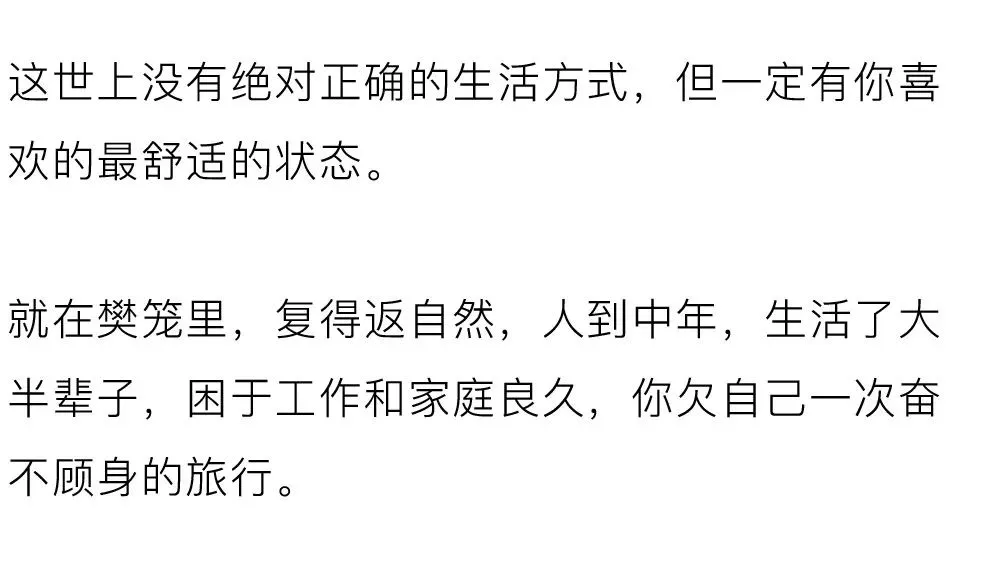 这世上没有绝对正确的生活方式，但一定有你喜
欢的最舒适的状态。
就在樊笼里，复得返自然，人到中年，生活了大
半辈子，困于工作和家庭良久，你欠自己一次奋
不顾身的旅行。